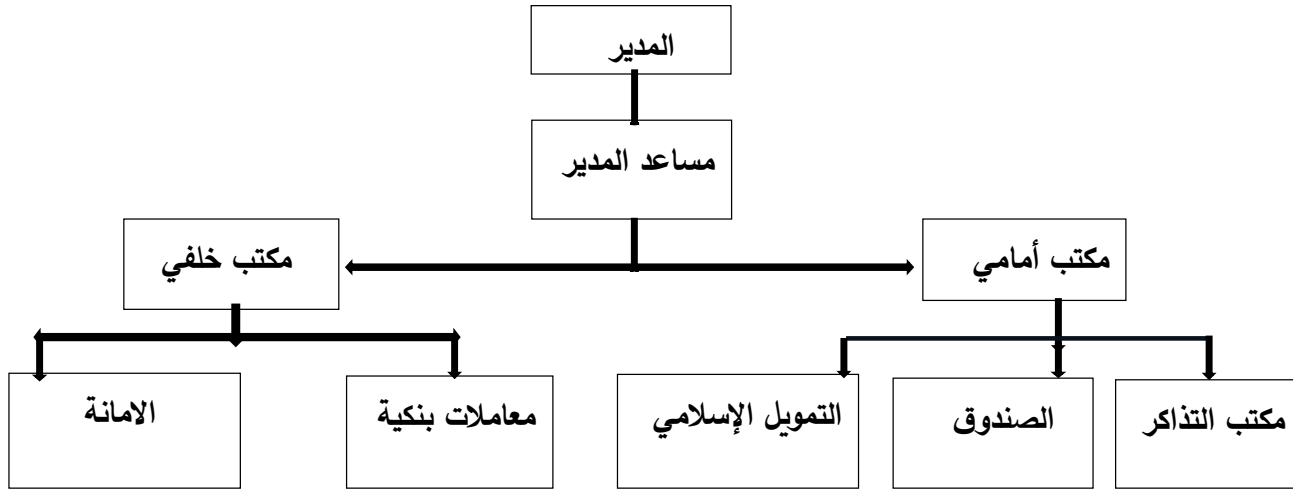 المدير
مساعد المدير
مكتب أمامي
مكتب خلفي
مكتب التذاكر
الصندوق
التمويل الإسلامي
معاملات بنكية
الامانة